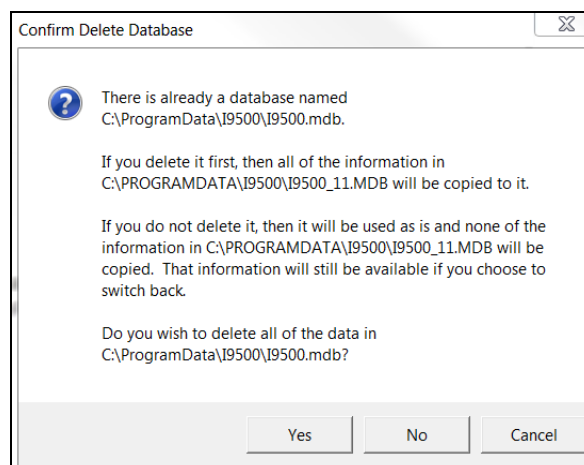 Confirm Delete Database
There is already a database named
C:\ProgramData\I9500\I9500.mdb.
If you delete it first, then all of the information in
C:\PROGRAMDATA\I9500\I9500_11.MDB will be copied to it.
If you do not delete it, then it will be used as is and none of the
information in C:\PROGRAMDATA\I9500\I9500_11.MDB will be
copied.  That information will still be available if you choose to
switch back.
Do you wish to delete all of the data in
C:\ProgramData\I9500\I9500.mdb?
Yes No Cancel